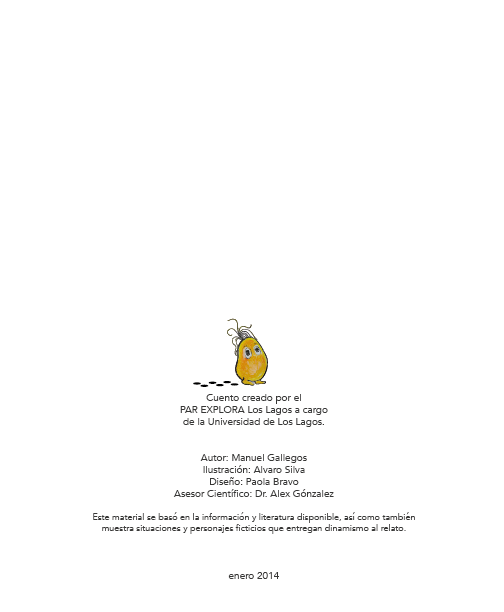 Cuento creado por el
PAR EXPLORA Los Lagos a cargo
de la Universidad de Los Lagos.
Autor: Manuel Gallegos
Ilustración: Alvaro Silva
Diseño: Paola Bravo
Asesor Científico: Dr. Alex Gónzalez
Este material se basó en la información y literatura disponible, así como también
muestra situaciones y personajes ficticios que entregan dinamismo al relato.
enero 2014